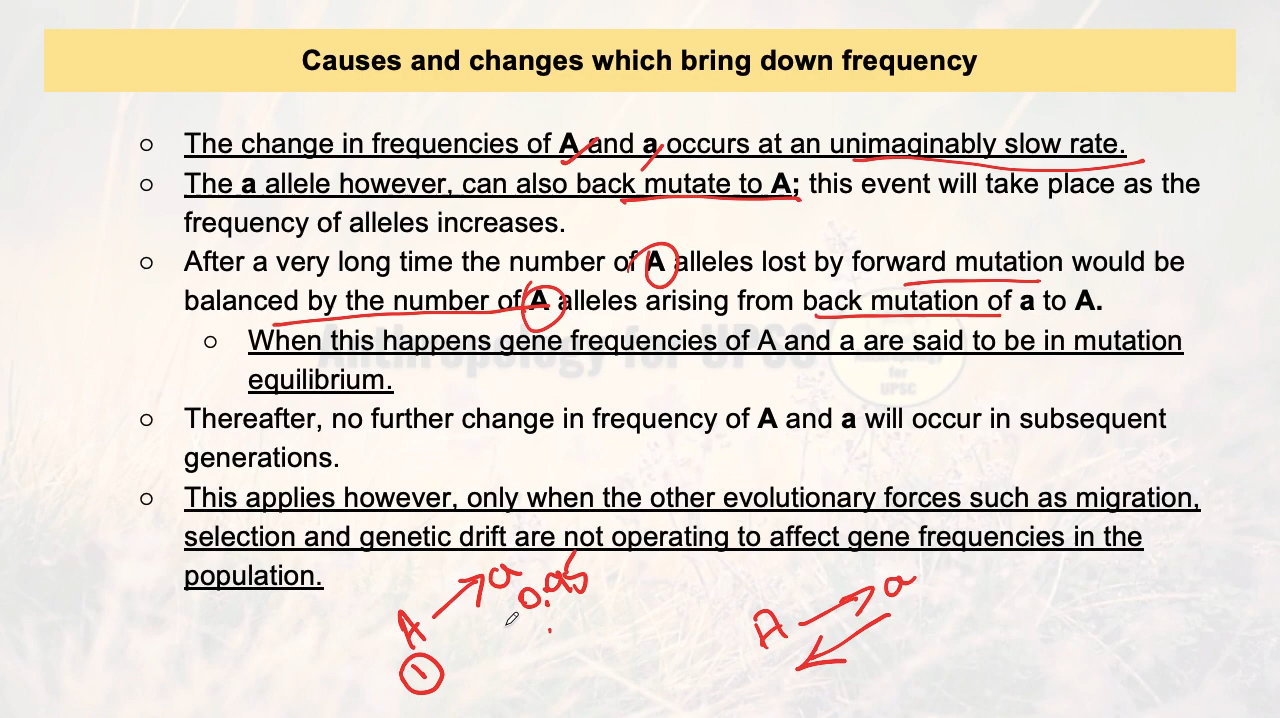 Causes and changes which bring down frequency
○ The change in frequencies of A and a occurs at an unimaginably slow rate.
○ The a allele however, can also back mutate to A; this event will take place as the
frequency of alleles increases.
○ After a very long time the number of A alleles lost by forward mutation would be
balanced by the number of A alleles arising from back mutation of a to A.
○ When this happens gene frequencies of A and a are said to be in mutation
equilibrium.
○ Thereafter, no further change in frequency of A and a will occur in subsequent
generations.
○ This applies however, only when the other evolutionary forces such as migration,
selection and genetic drift are not operating to affect gene frequencies in the
population.
Anthropology for UPSC
for
UPSC
A → a 0.95
1
A → a